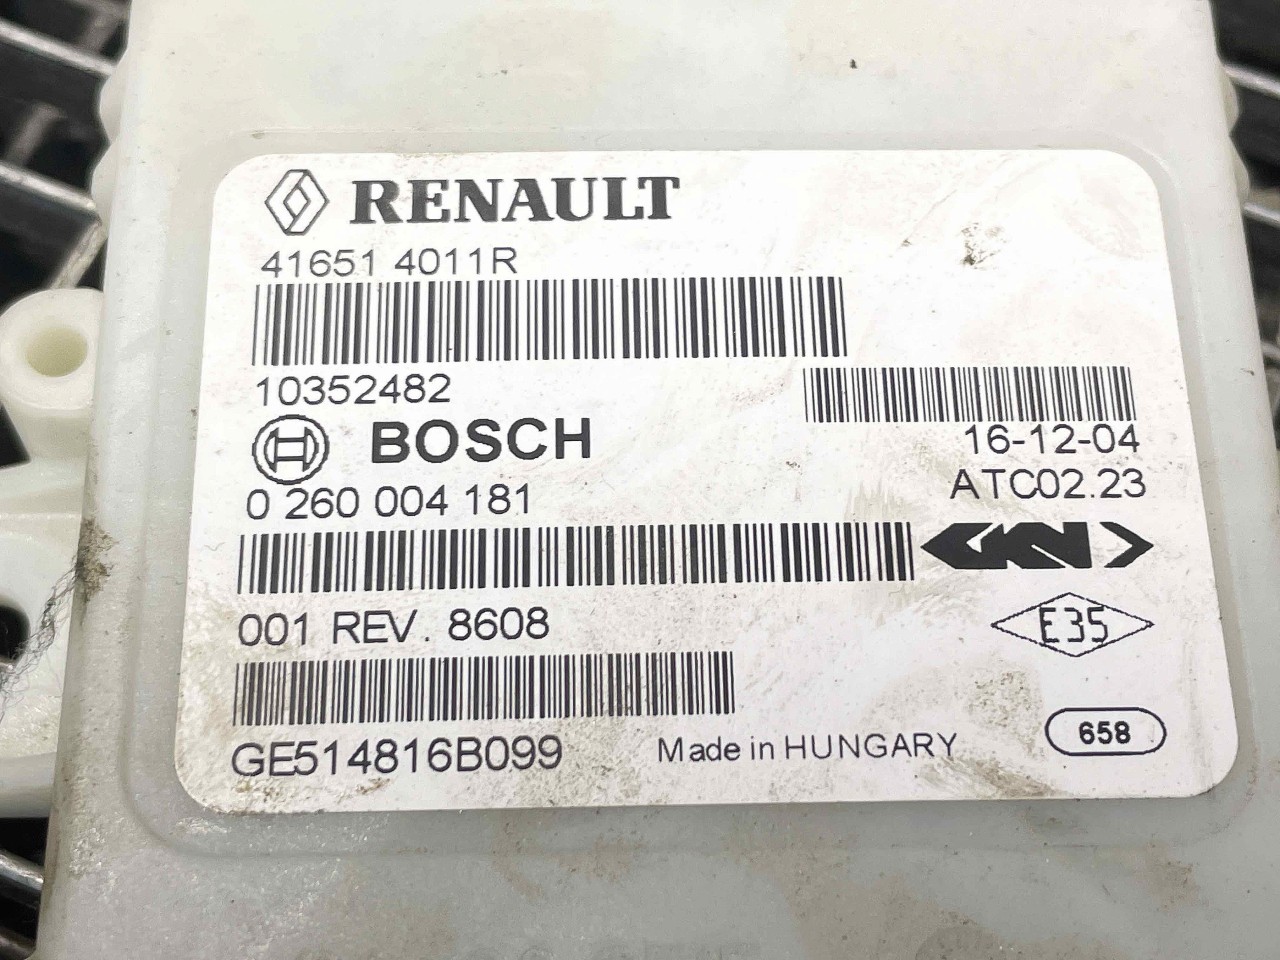 RENAULT
41651 4011R
10352482
BOSCH
16-12-04
0 260 004 181
ATC02.23
GKN
001 REV. 8608
E35
GE514816B099
Made in HUNGARY
658